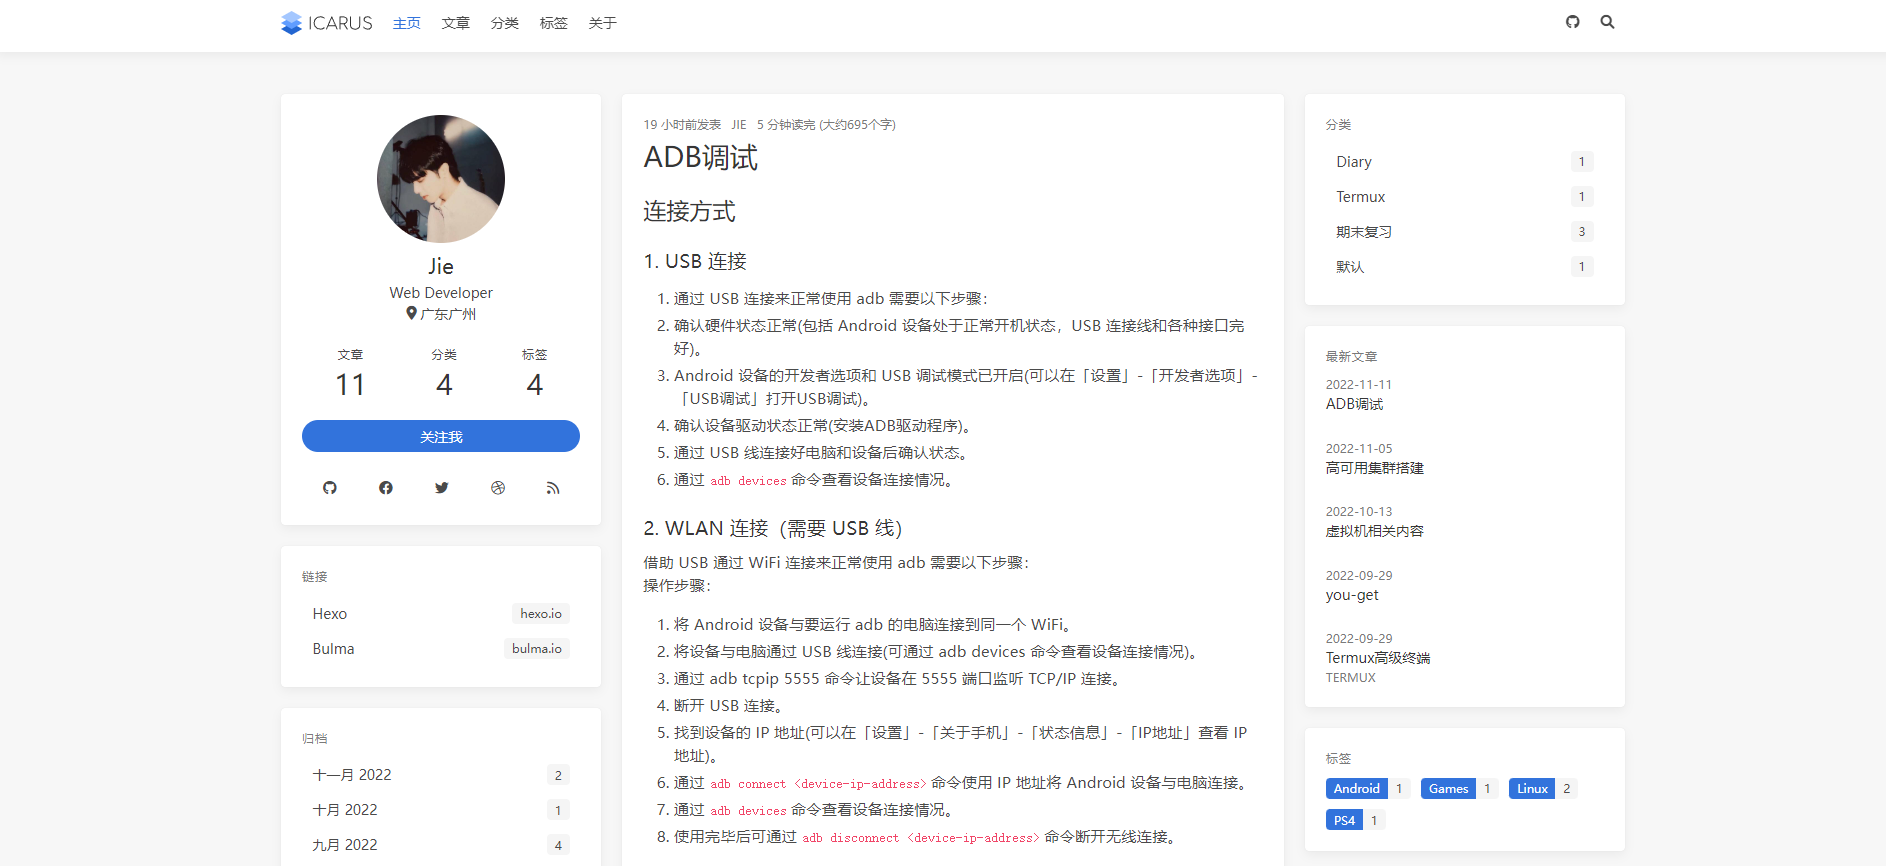 ICARUS 主页 文章 分类 标签 关于
Jie
Web Developer
广东广州
文章 分类 标签
11 4 4
关注我
链接
Hexo hexo.io
Bulma bulma.io
归档
十一月 2022 2
十月 2022 1
九月 2022 4
19 小时前发表 JIE 5 分钟读完 (大约695个字)
ADB调试
连接方式
1. USB 连接
1. 通过 USB 连接来正常使用 adb 需要以下步骤：
2. 确认硬件状态正常(包括 Android 设备处于正常开机状态，USB 连接线和各种接口完
好)。
3. Android 设备的开发者选项和 USB 调试模式已开启(可以在「设置」-「开发者选项」-
「USB调试」打开USB调试)。
4. 确认设备驱动状态正常(安装ADB驱动程序)。
5. 通过 USB 线连接好电脑和设备后确认状态。
6. 通过 adb devices 命令查看设备连接情况。
2. WLAN 连接（需要 USB 线）
借助 USB 通过 WiFi 连接来正常使用 adb 需要以下步骤：
操作步骤：
1. 将 Android 设备与要运行 adb 的电脑连接到同一个 WiFi。
2. 将设备与电脑通过 USB 线连接(可通过 adb devices 命令查看设备连接情况)。
3. 通过 adb tcpip 5555 命令让设备在 5555 端口监听 TCP/IP 连接。
4. 断开 USB 连接。
5. 找到设备的 IP 地址(可以在「设置」-「关于手机」-「状态信息」-「IP地址」查看 IP
地址)。
6. 通过 adb connect <device-ip-address> 命令使用 IP 地址将 Android 设备与电脑连接。
7. 通过 adb devices 命令查看设备连接情况。
8. 使用完毕后可通过 adb disconnect <device-ip-address> 命令断开无线连接。
分类
Diary 1
Termux 1
期末复习 3
默认 1
最新文章
2022-11-11
ADB调试
2022-11-05
高可用集群搭建
2022-10-13
虚拟机相关内容
2022-09-29
you-get
2022-09-29
Termux高级终端
TERMUX
标签
Android 1 Games 1 Linux 2
PS4 1